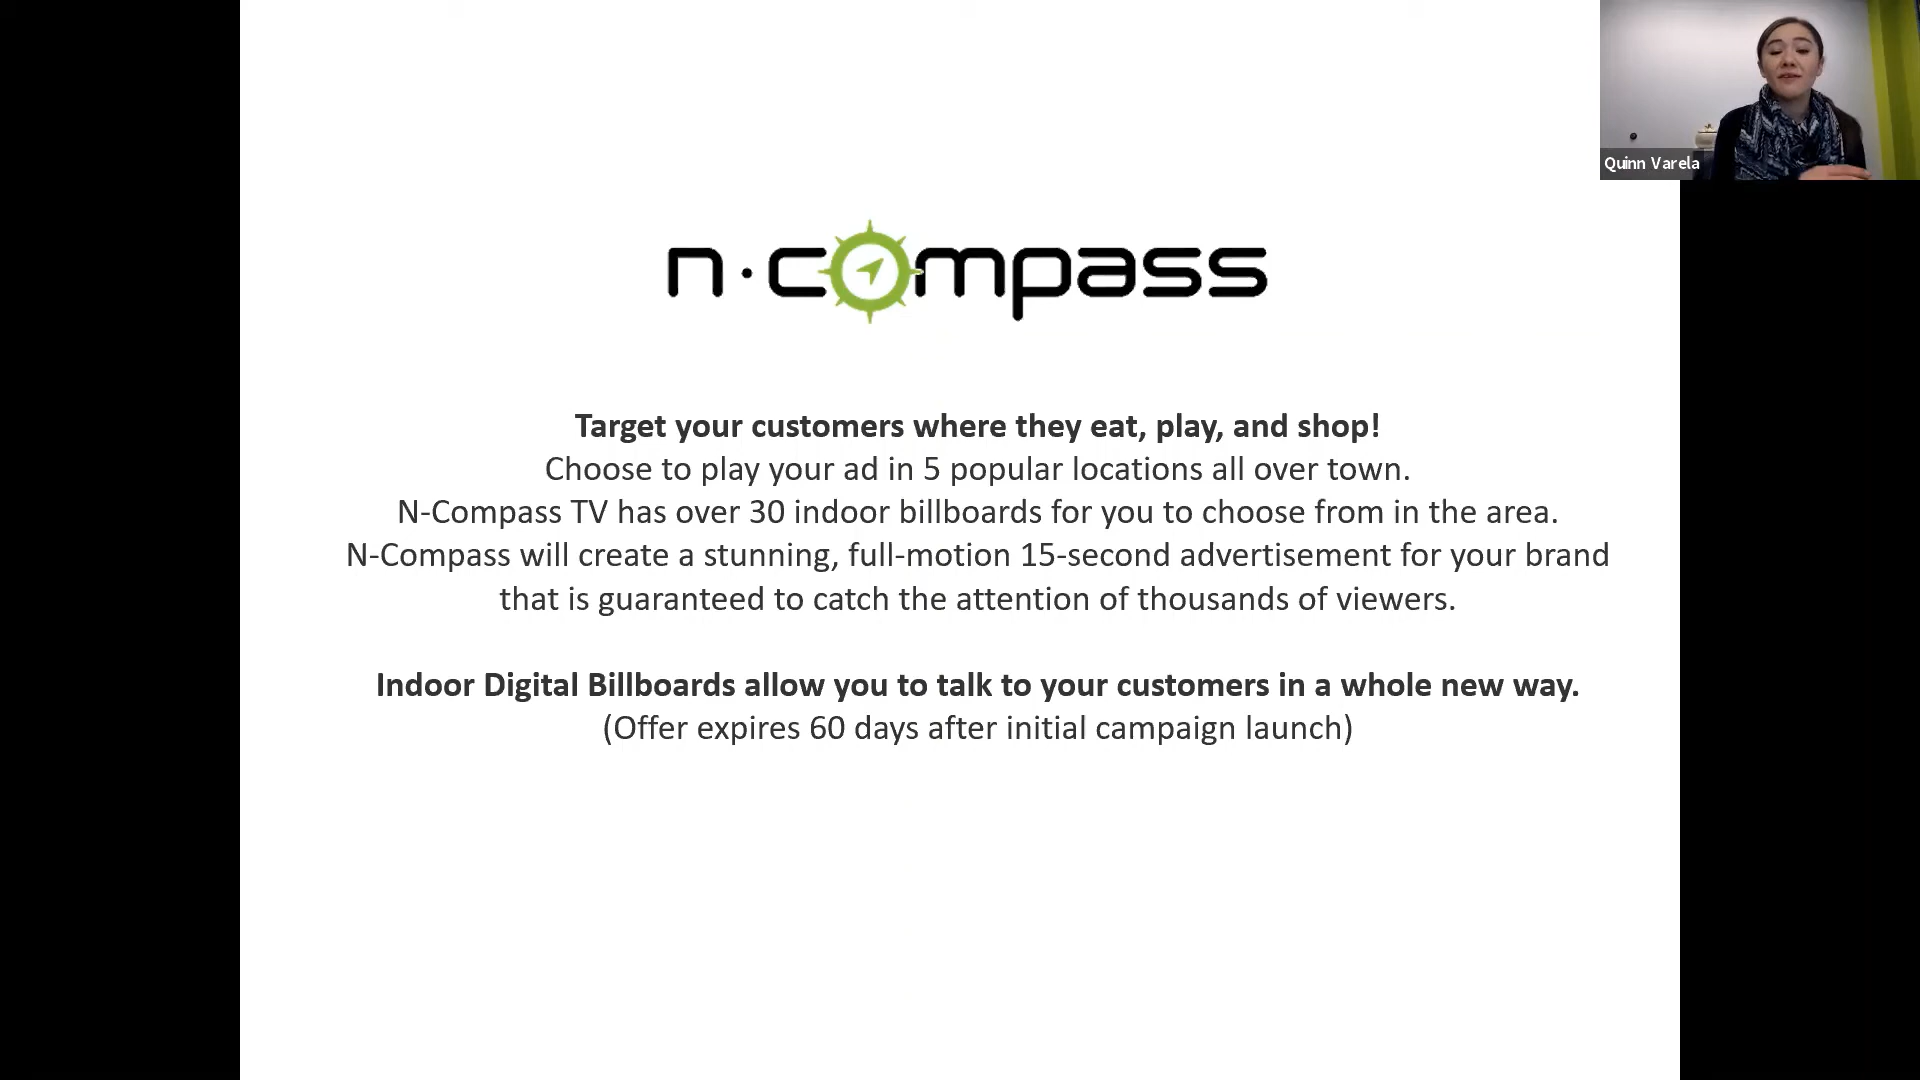 Quinn Varela
n·compass
Target your customers where they eat, play, and shop!
Choose to play your ad in 5 popular locations all over town.
N-Compass TV has over 30 indoor billboards for you to choose from in the area.
N-Compass will create a stunning, full-motion 15-second advertisement for your brand
that is guaranteed to catch the attention of thousands of viewers.
Indoor Digital Billboards allow you to talk to your customers in a whole new way.
(Offer expires 60 days after initial campaign launch)